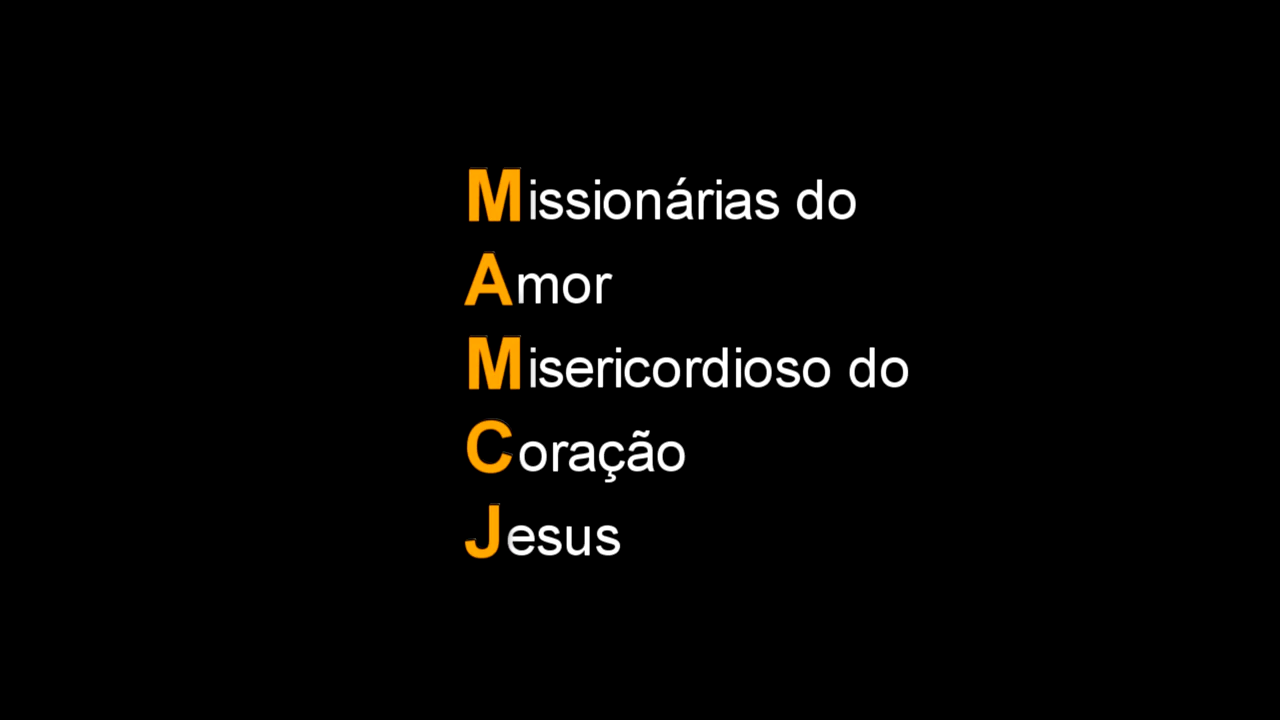 Missionárias do
Amor
Misericordioso do
Coração
Jesus